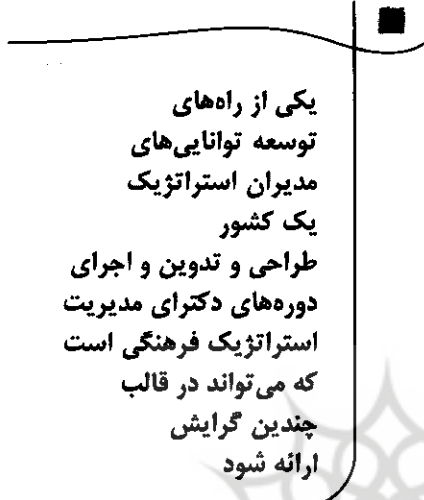 یکی از راه‌های
توسعه توانایی‌های
مدیران استراتژیک
یک کشور
طراحی و تدوین و اجرای
دوره‌های دکترای مدیریت
استراتژیک فرهنگی است
که می‌تواند در قالب
چندین گرایش
ارائه شود